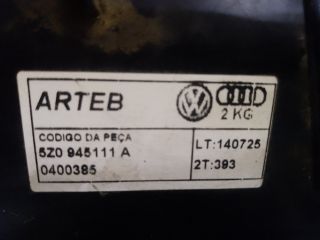 ARTEB
2 KG
CODIGO DA PEÇA
5Z0 945111 A
0400385
LT:140725
2T:393